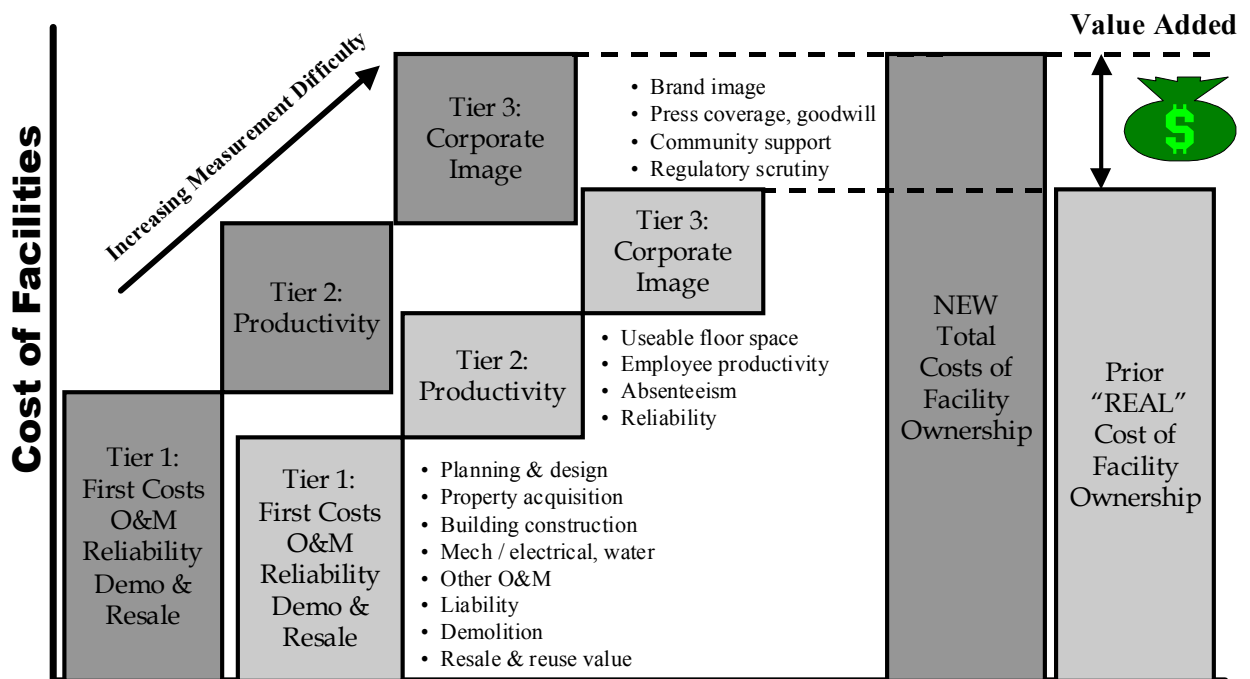 Value Added
Cost of Facilities
Increasing Measurement Difficulty
Tier 3:
Corporate
Image
• Brand image
• Press coverage, goodwill
• Community support
• Regulatory scrutiny
$
Tier 3:
Corporate
Image
Tier 2:
Productivity
Tier 2:
Productivity
• Useable floor space
• Employee productivity
• Absenteeism
• Reliability
Tier 1:
First Costs
O&M
Reliability
Demo &
Resale
Tier 1:
First Costs
O&M
Reliability
Demo &
Resale
• Planning & design
• Property acquisition
• Building construction
• Mech / electrical, water
• Other O&M
• Liability
• Demolition
• Resale & reuse value
NEW
Total
Costs of
Facility
Ownership
Prior
“REAL”
Cost of
Facility
Ownership